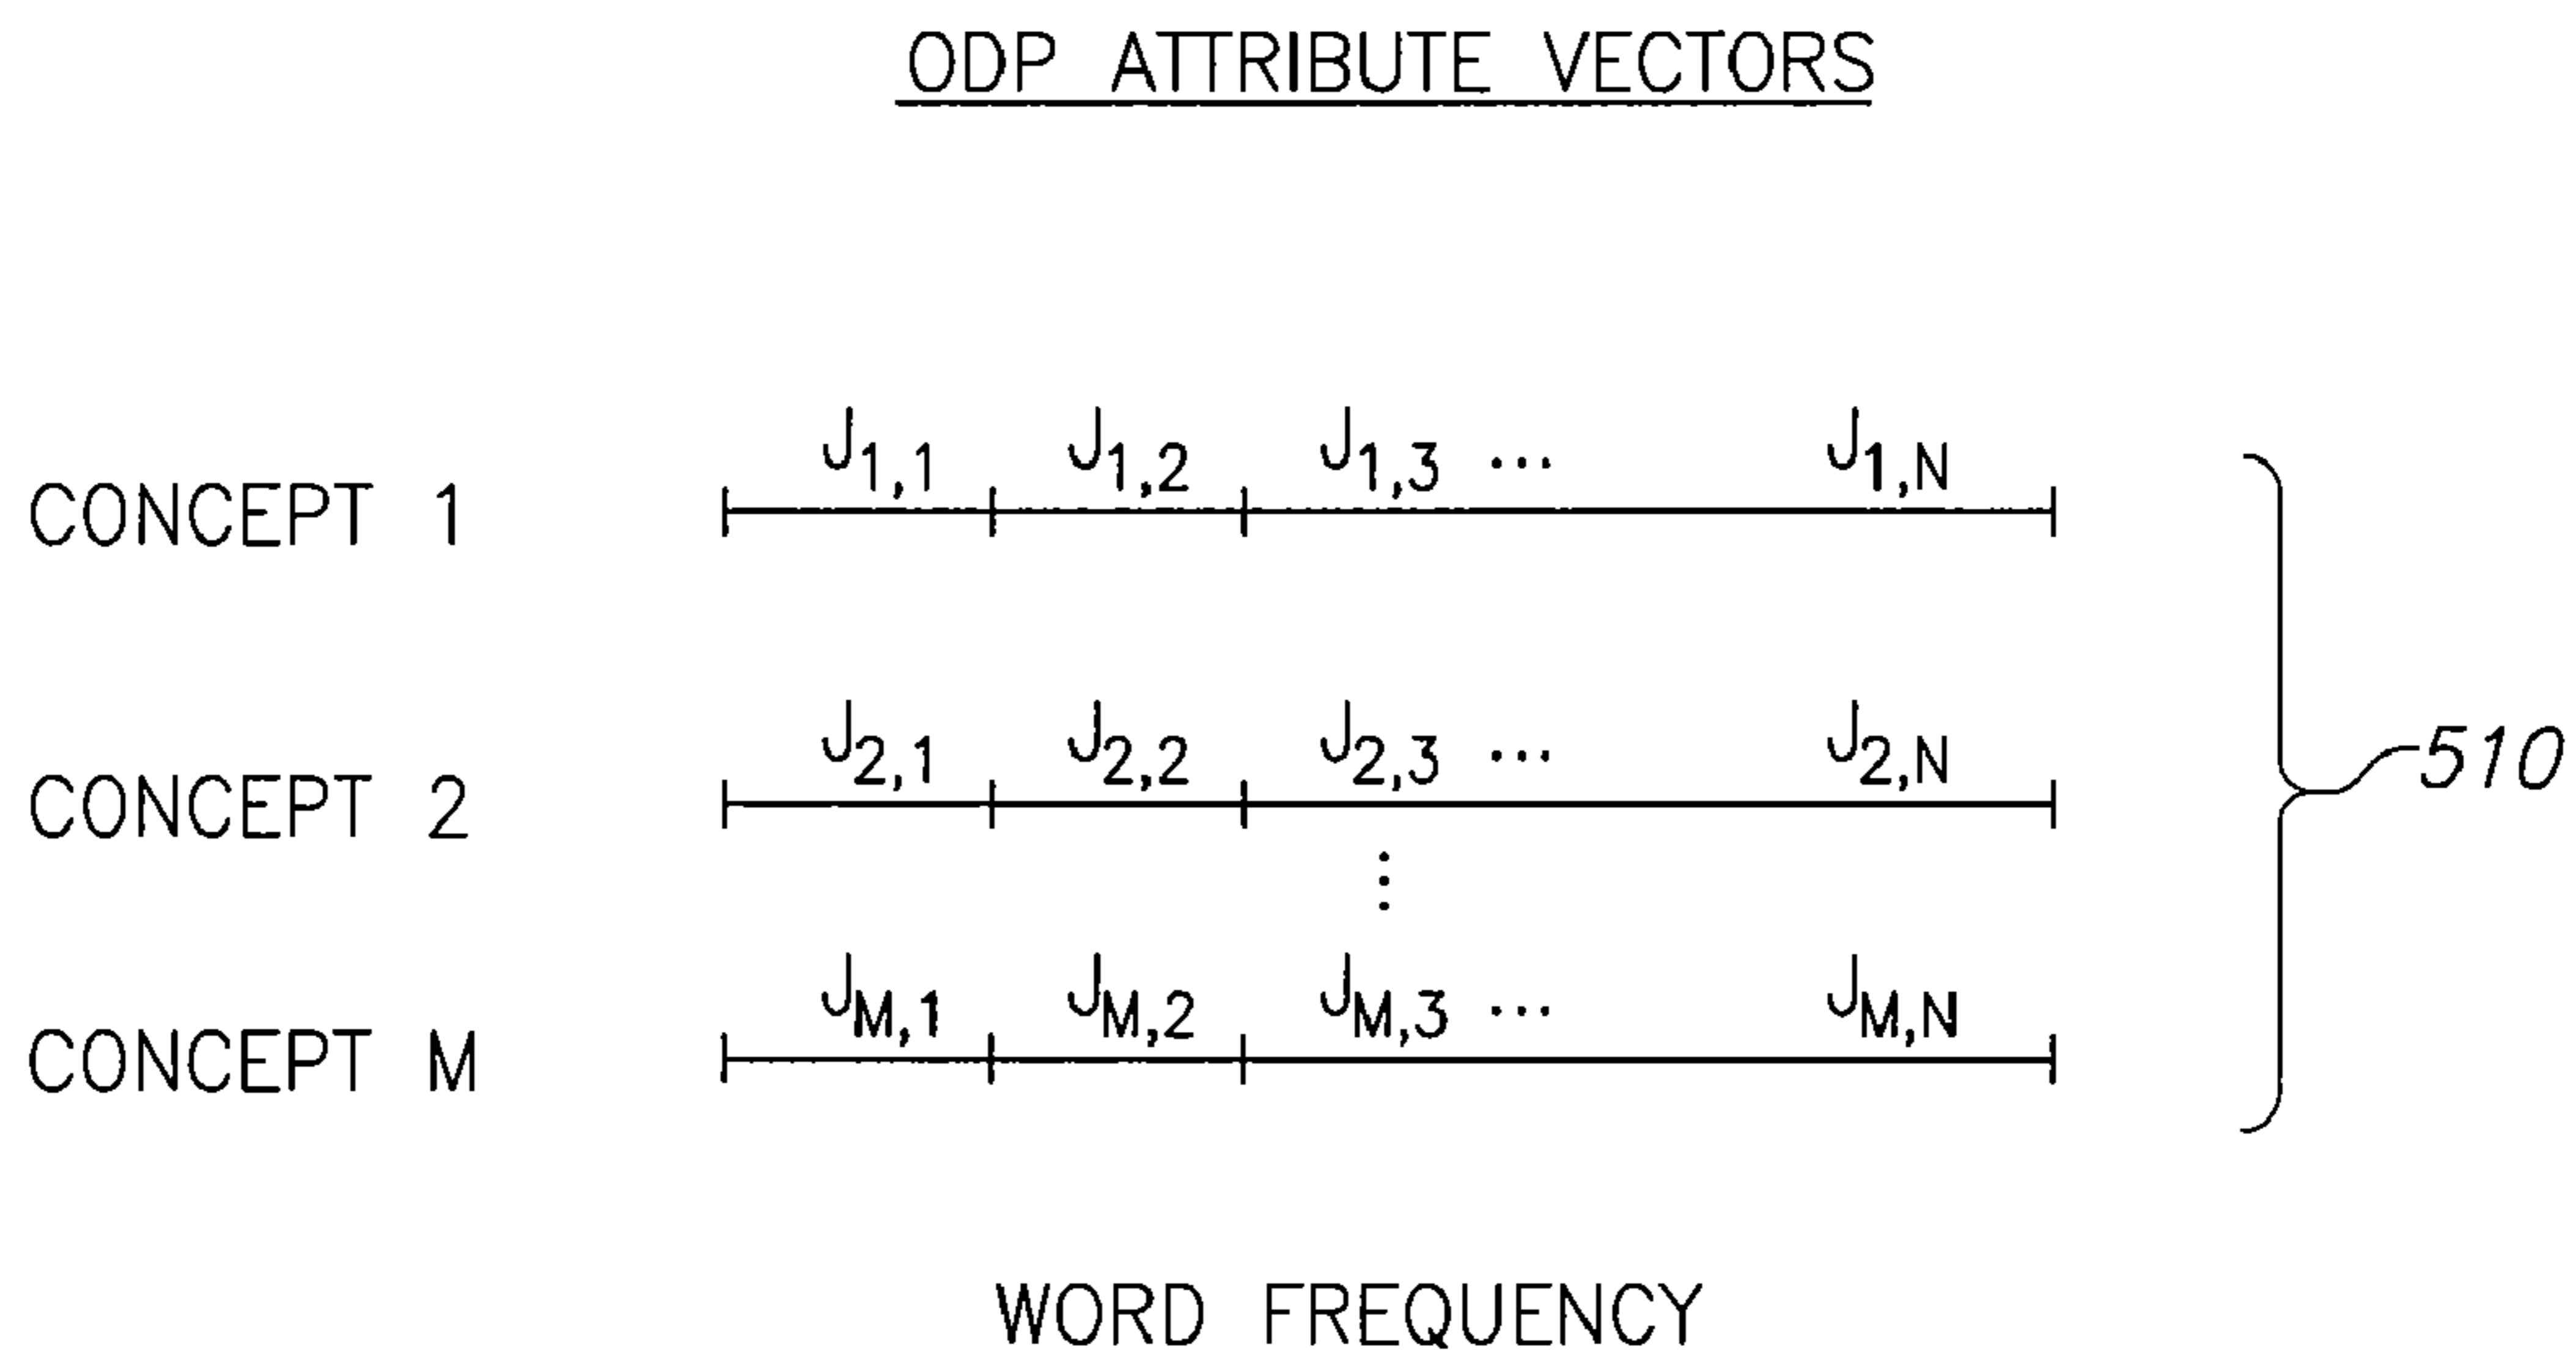 ODP ATTRIBUTE VECTORS
J1,1 J1,2 J1,3 ... J1,N
CONCEPT 1
J2,1 J2,2 J2,3 ... J2,N
CONCEPT 2
510
⋮
JM,1 JM,2 JM,3 ... JM,N
CONCEPT M
WORD FREQUENCY